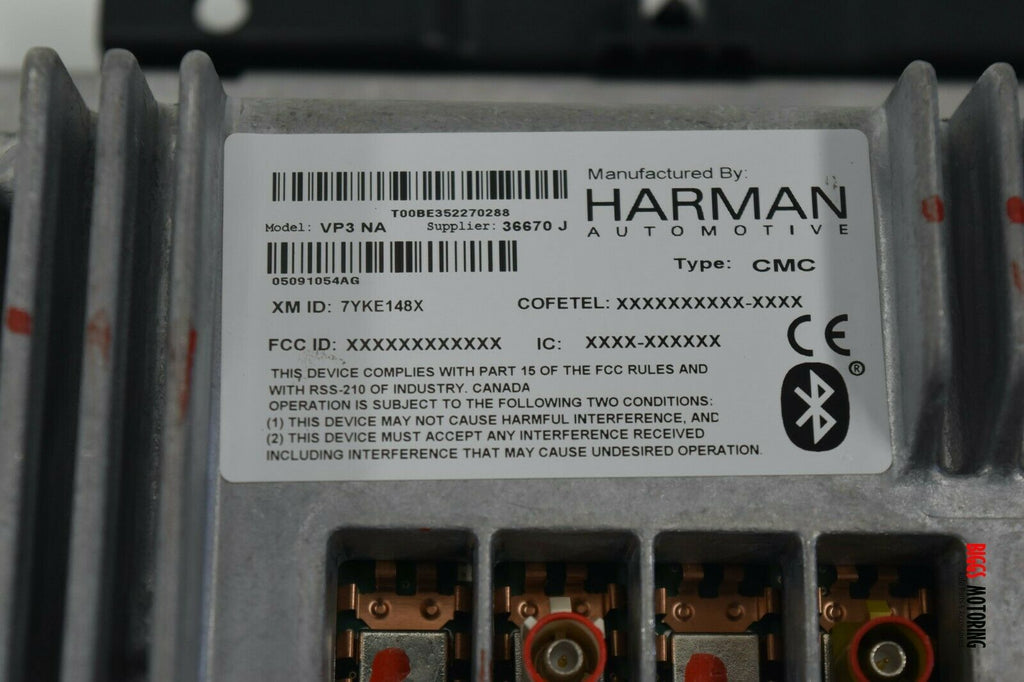 Manufactured By:
HARMAN
AUTOMOTIVE
T00BE352270288
Model: VP3 NA Supplier: 36670 J
05091054AG
Type: CMC
XM ID: 7YKE148X COFETEL: XXXXXXXXXX-XXXX
FCC ID: XXXXXXXXXXXX IC: XXXX-XXXXXX
CE
THIS DEVICE COMPLIES WITH PART 15 OF THE FCC RULES AND
WITH RSS-210 OF INDUSTRY. CANADA
OPERATION IS SUBJECT TO THE FOLLOWING TWO CONDITIONS:
(1) THIS DEVICE MAY NOT CAUSE HARMFUL INTERFERENCE, AND
(2) THIS DEVICE MUST ACCEPT ANY INTERFERENCE RECEIVED
INCLUDING INTERFERENCE THAT MAY CAUSE UNDESIRED OPERATION.
®
BIGGS MOTORING